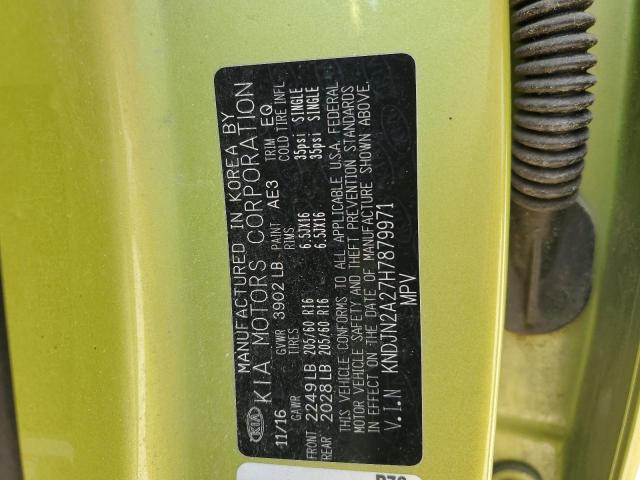 MANUFACTURED IN KOREA BY
KIA KIA MOTORS CORPORATION
11/16 GVWR 3902 LB PAINT AE3 TRIM EQ
GAWR TIRES RIMS COLD TIRE INFL
FRONT 2249 LB 205/60 R16 6.5JX16 35psi SINGLE
REAR 2028 LB 205/60 R16 6.5JX16 35psi SINGLE
THIS VEHICLE CONFORMS TO ALL APPLICABLE U.S.A. FEDERAL
MOTOR VEHICLE SAFETY AND THEFT PREVENTION STANDARDS
IN EFFECT ON THE DATE OF MANUFACTURE SHOWN ABOVE.
V.I.N KNDJN2A27H7879971
MPV